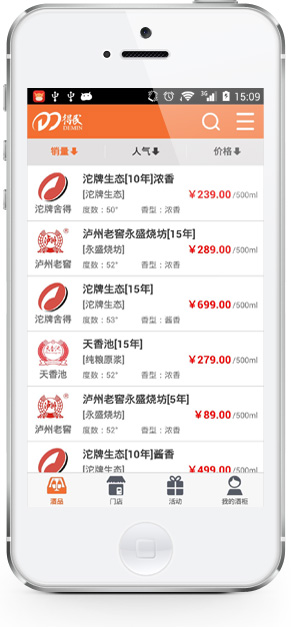 3G 15:09
得民
DEMIN
销量 人气 价格
沱牌生态[10年]浓香
[沱牌生态]
¥239.00/500ml
沱牌舍得
度数：50° 香型：浓香
泸州老窖永盛烧坊[15年]
[永盛烧坊]
¥289.00/500ml
泸州老窖
度数：52° 香型：浓香
沱牌生态[15年]
[沱牌生态]
¥699.00/500ml
沱牌舍得
度数：53° 香型：酱香
天香池[15年]
[纯粮原浆]
¥279.00/500ml
天香池
度数：52° 香型：浓香
泸州老窖永盛烧坊[5年]
[永盛烧坊]
¥89.00/500ml
泸州老窖
度数：52° 香型：浓香
沱牌生态[10年]酱香
[沱牌生态]
¥499.00/500ml
酒品 门店 活动 我的酒柜